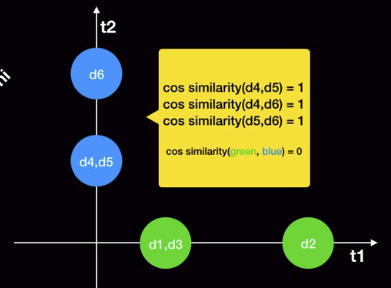 t2
d6
cos similarity(d4,d5) = 1
cos similarity(d4,d6) = 1
cos similarity(d5,d6) = 1
cos similarity(green, blue) = 0
d4,d5
d1,d3
d2
t1